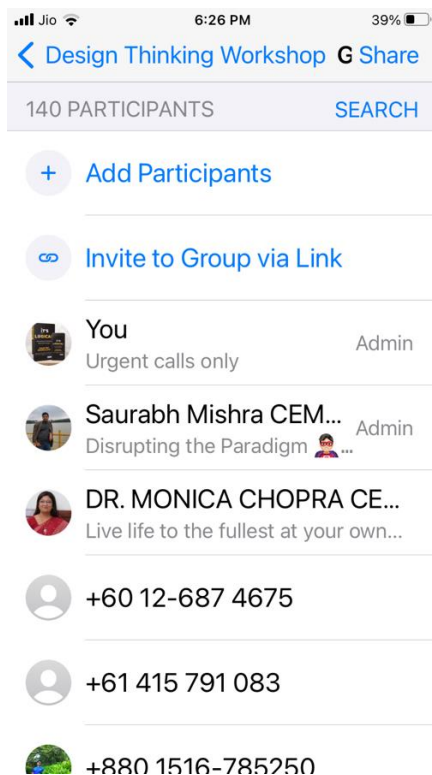 Jio 6:26 PM 39%
Design Thinking Workshop G Share
140 PARTICIPANTS SEARCH
+ Add Participants
Invite to Group via Link
You
Admin
Urgent calls only
Saurabh Mishra CEM...
Admin
Disrupting the Paradigm 🦸🏻‍♂️...
DR. MONICA CHOPRA CE...
Live life to the fullest at your own...
+60 12-687 4675
+61 415 791 083
+880 1516-785250